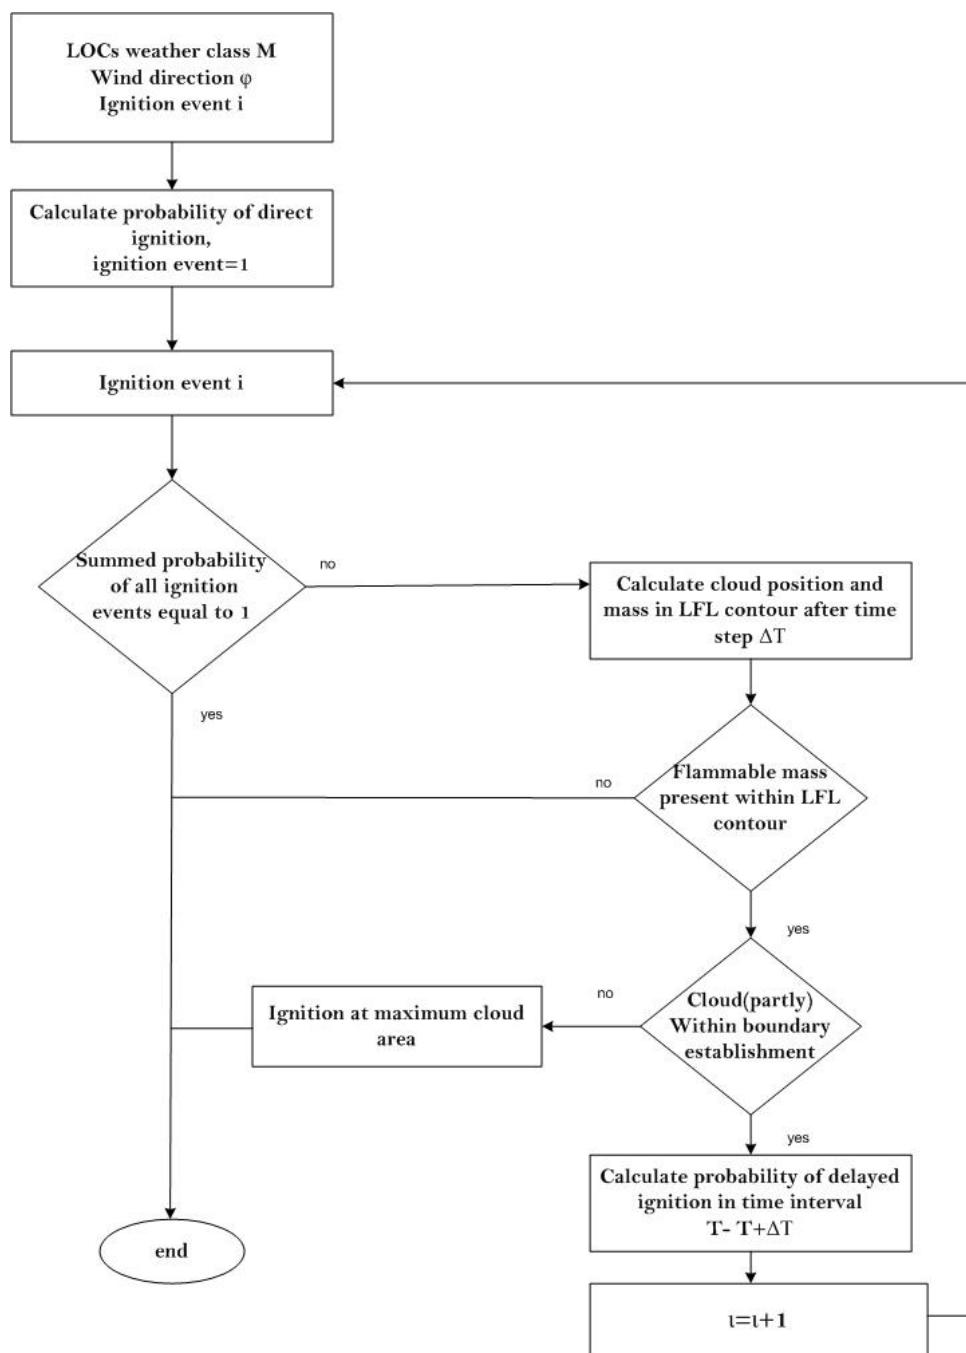 LOCs weather class M
Wind direction φ
Ignition event i
Calculate probability of direct
ignition,
ignition event=1
Ignition event i
Summed probability
of all ignition
events equal to 1
no
yes
Calculate cloud position and
mass in LFL contour after time
step ΔT
Flammable mass
present within LFL
contour
no
yes
Cloud(partly)
Within boundary
establishment
no
Ignition at maximum cloud
area
yes
Calculate probability of delayed
ignition in time interval
T- T+ΔT
end
ι=ι+1